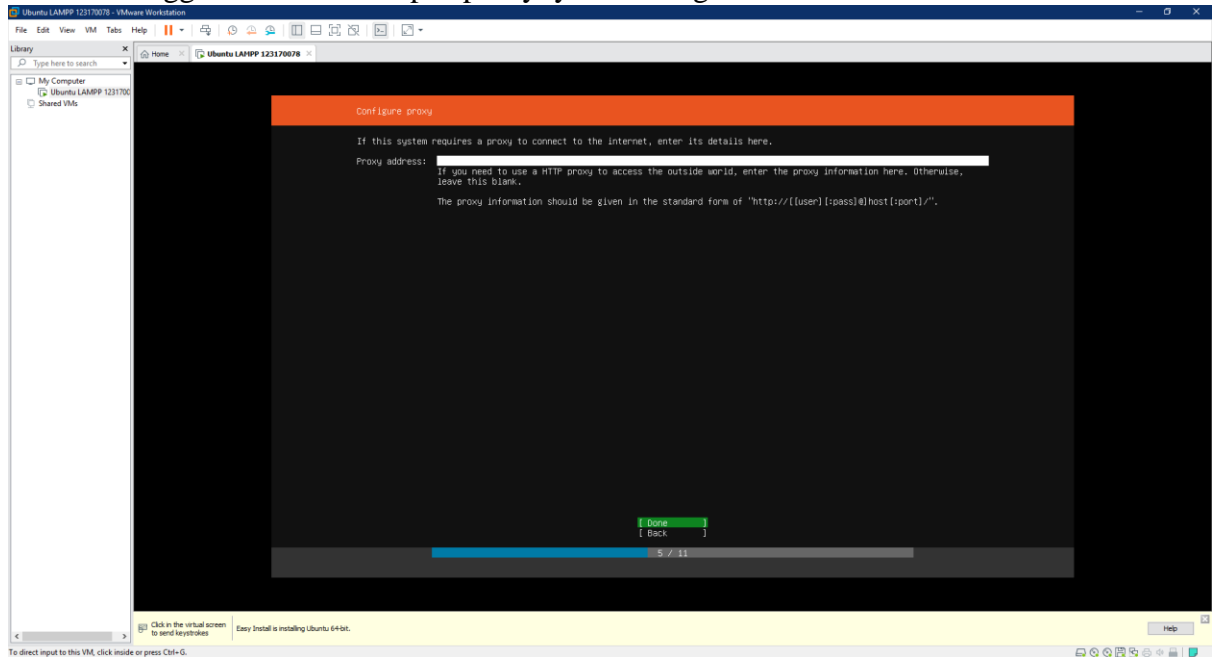 Ubuntu LAMPP 123170078 - VMware Workstation
File Edit View VM Tabs Help
Library
Type here to search
My Computer
Ubuntu LAMPP 1231700
Shared VMs
Home
Ubuntu LAMPP 123170078
Configure proxy
If this system requires a proxy to connect to the internet, enter its details here.
Proxy address:
If you need to use a HTTP proxy to access the outside world, enter the proxy information here. Otherwise,
leave this blank.
The proxy information should be given in the standard form of "http://[[user][:pass]@]host[:port]/".
[ Done ]
[ Back ]
5 / 11
Click in the virtual screen
to send keystrokes
Easy Install is installing Ubuntu 64-bit.
Help
To direct input to this VM, click inside or press Ctrl+G.